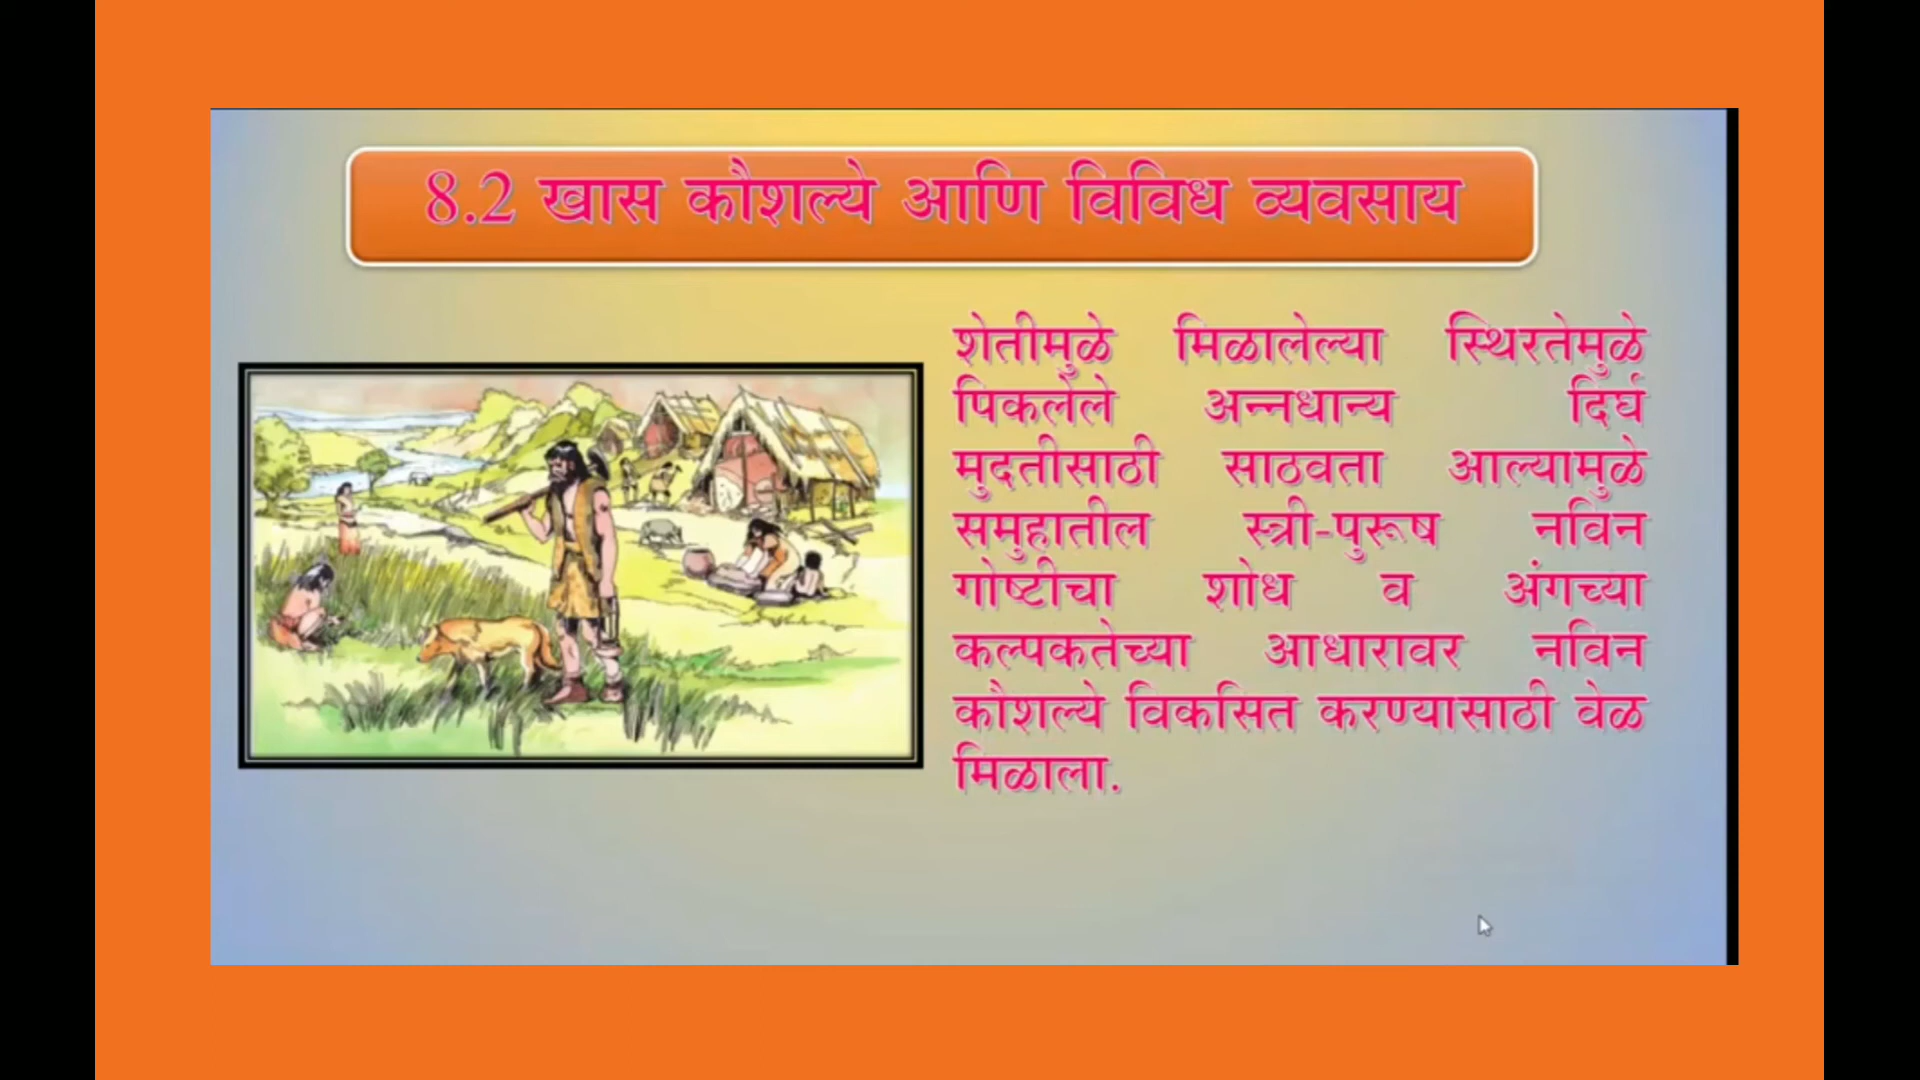 8.2 खास कौशल्ये आणि विविध व्यवसाय
शेतीमुळे मिळालेल्या स्थिरतेमुळे
पिकलेले अन्नधान्य दिर्घ
मुदतीसाठी साठवता आल्यामुळे
समुहातील स्त्री-पुरूष नविन
गोष्टीचा शोध व अंगच्या
कल्पकतेच्या आधारावर नविन
कौशल्ये विकसित करण्यासाठी वेळ
मिळाला.